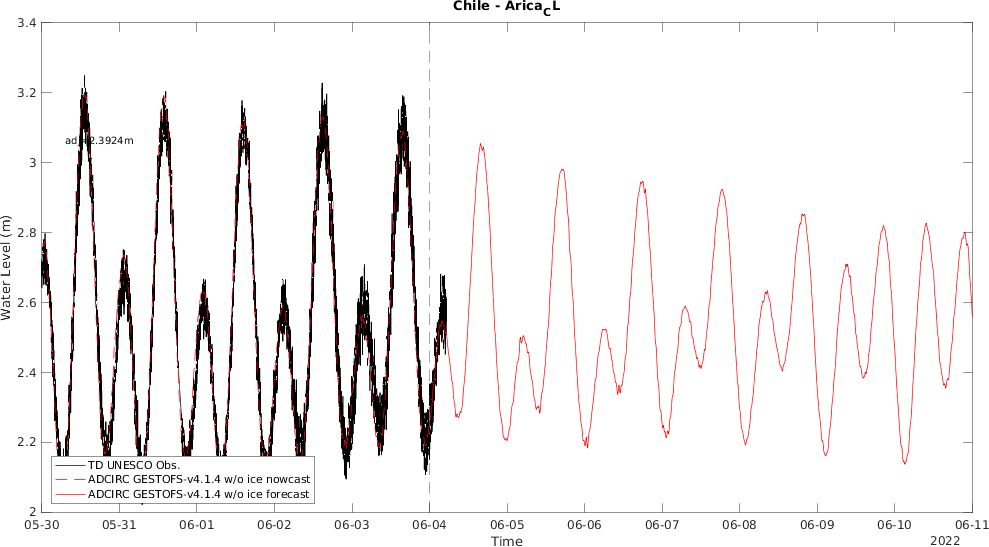 Chile - Arica_CL
3.4
3.2
3
2.8
2.6
2.4
2.2
2
Water Level (m)
adj=2.3924m
TD UNESCO Obs.
ADCIRC GESTOFS-v4.1.4 w/o ice nowcast
ADCIRC GESTOFS-v4.1.4 w/o ice forecast
05-30 05-31 06-01 06-02 06-03 06-04 06-05 06-06 06-07 06-08 06-09 06-10 06-11
Time
2022